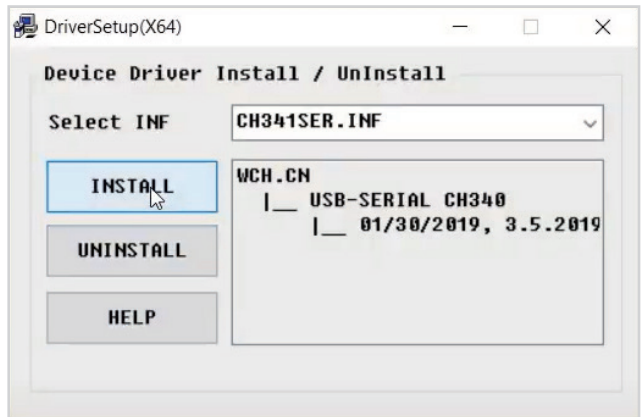 DriverSetup(X64)
Device Driver Install / UnInstall
Select INF
CH341SER.INF
INSTALL
UNINSTALL
HELP
WCH.CN
|__ USB-SERIAL CH340
|__ 01/30/2019, 3.5.2019